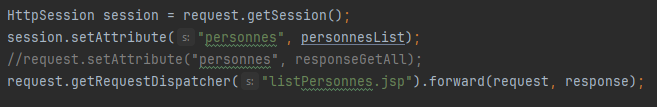 HttpSession session = request.getSession();
session.setAttribute( s: "personnes", personnesList);
//request.setAttribute("personnes", responseGetAll);
request.getRequestDispatcher( s: "listPersonnes.jsp").forward(request, response);